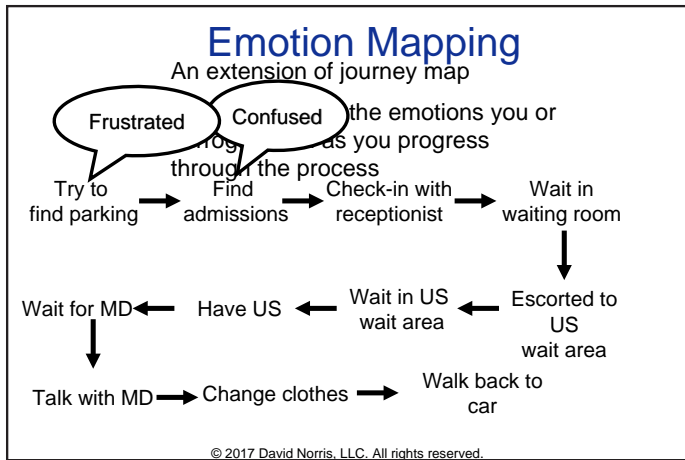 Emotion Mapping
An extension of journey map
Frustrated
Confused
the emotions you or
as you progress
through the process
Try to
find parking
Find
admissions
Check-in with
receptionist
Wait in
waiting room
Wait for MD
Have US
Wait in US
wait area
Escorted to
US
wait area
Talk with MD
Change clothes
Walk back to
car
© 2017 David Norris, LLC. All rights reserved.